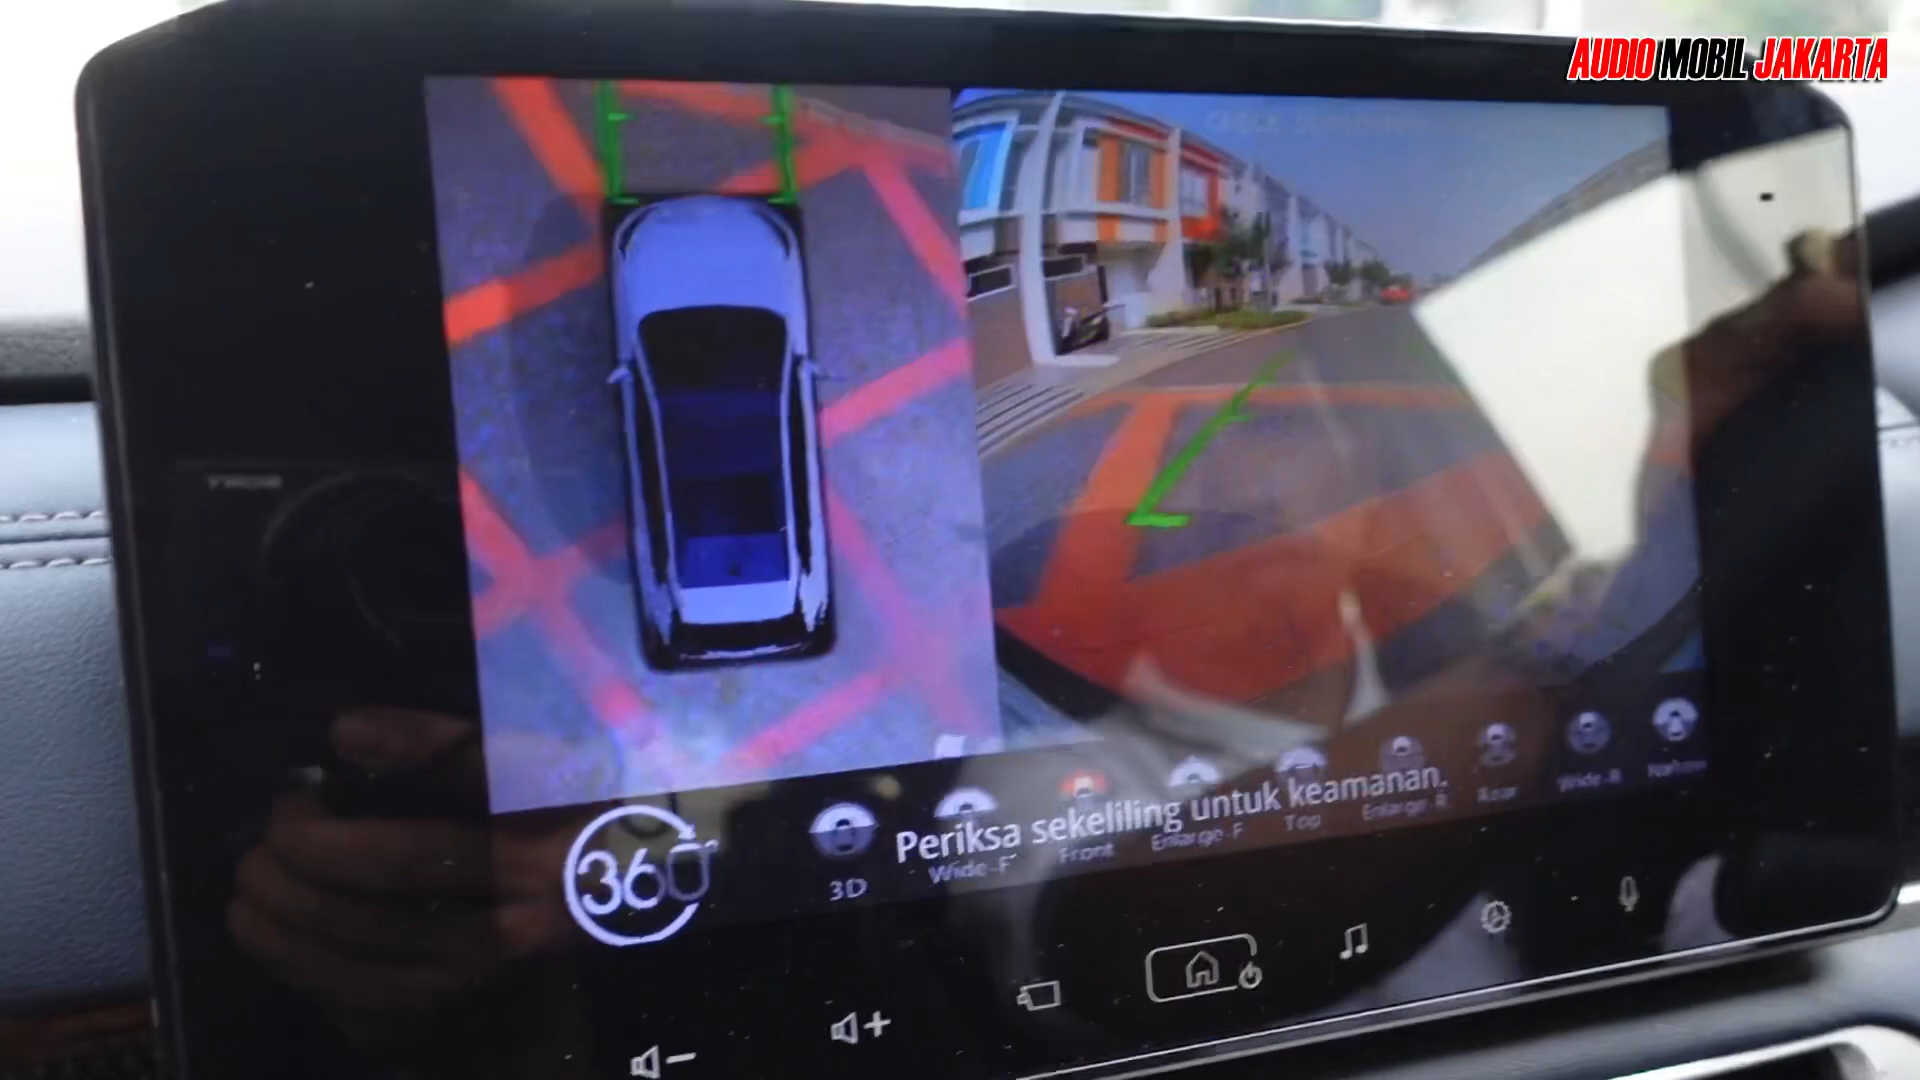 AUDIO MOBIL JAKARTA
360°
3D
Wide-F
Front
Enlarge-F
Top
Enlarge-R
Rear
Wide-R
Periksa sekeliling untuk keamanan.